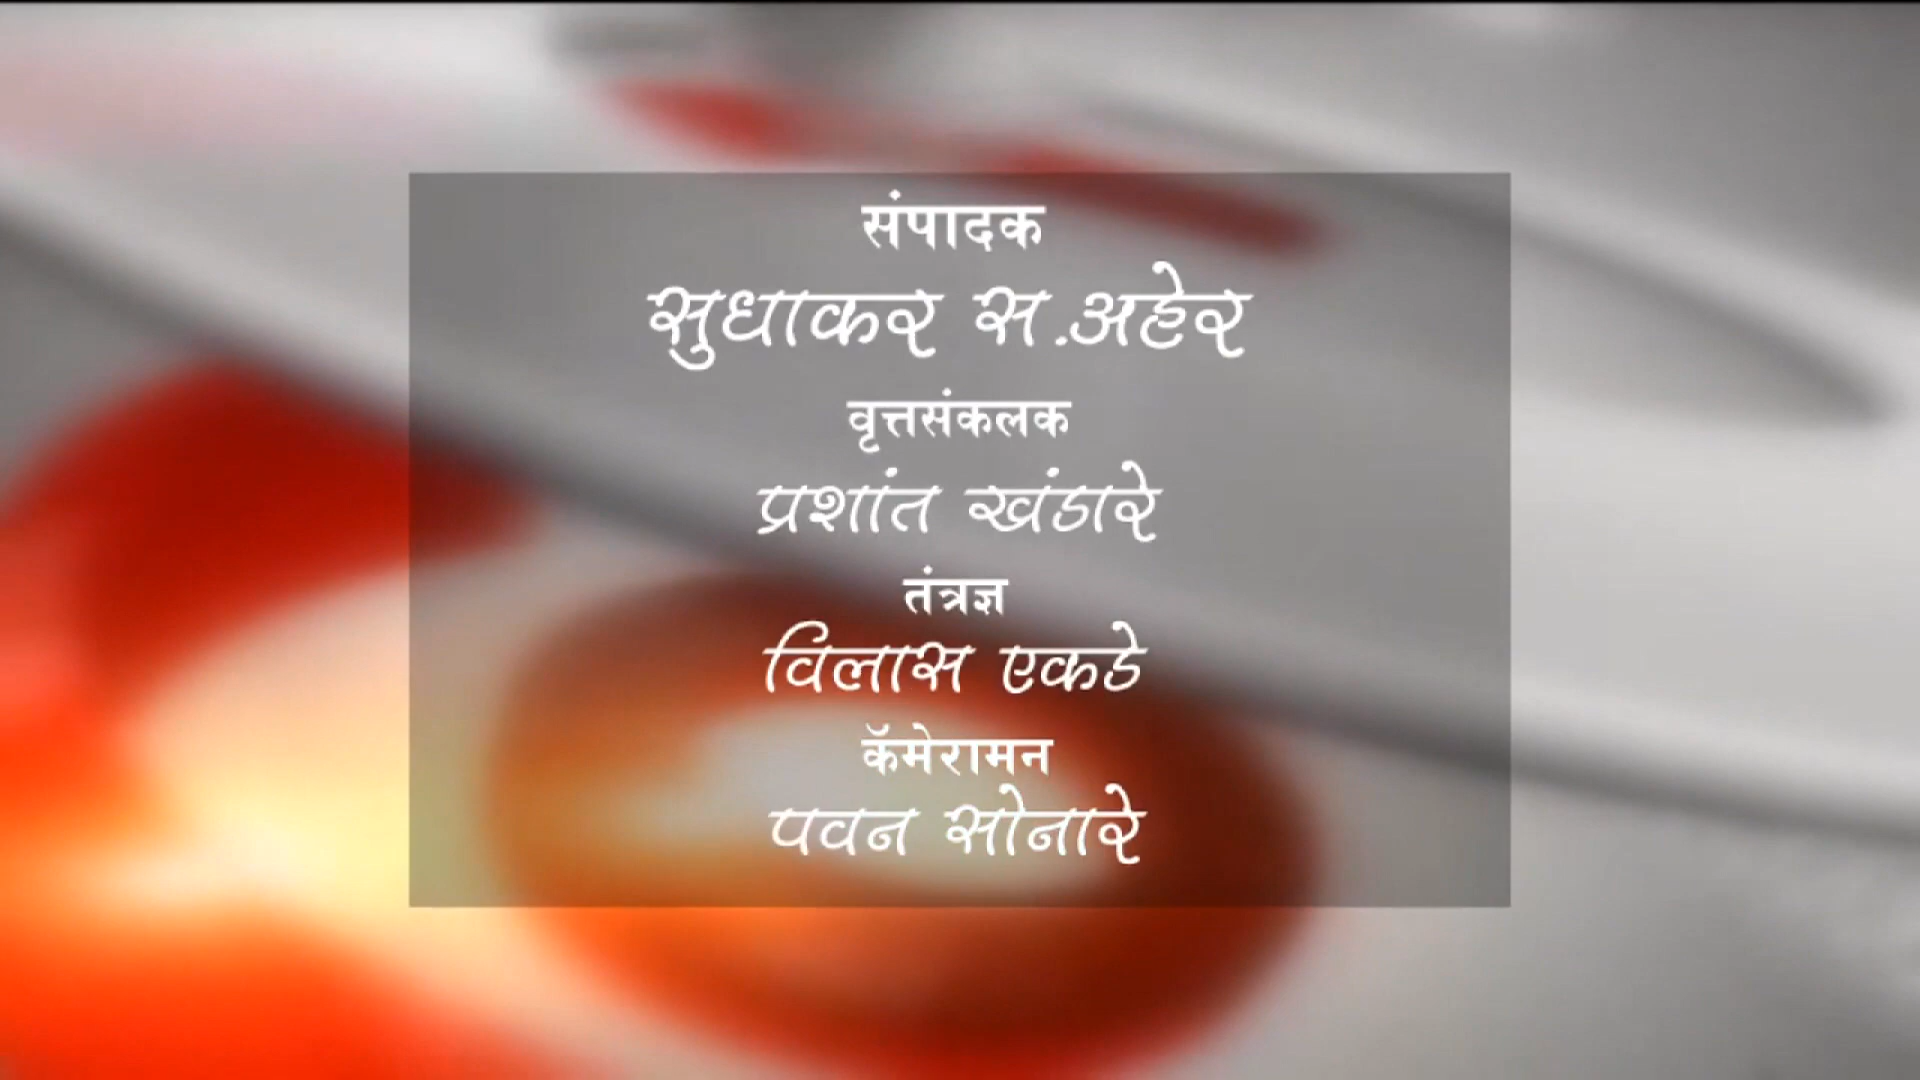 संपादक
सुधाकर स.अहेर
वृत्तसंकलक
प्रशांत खंडारे
तंत्रज्ञ
विलास एकडे
कॅमेरामन
पवन सोनारे